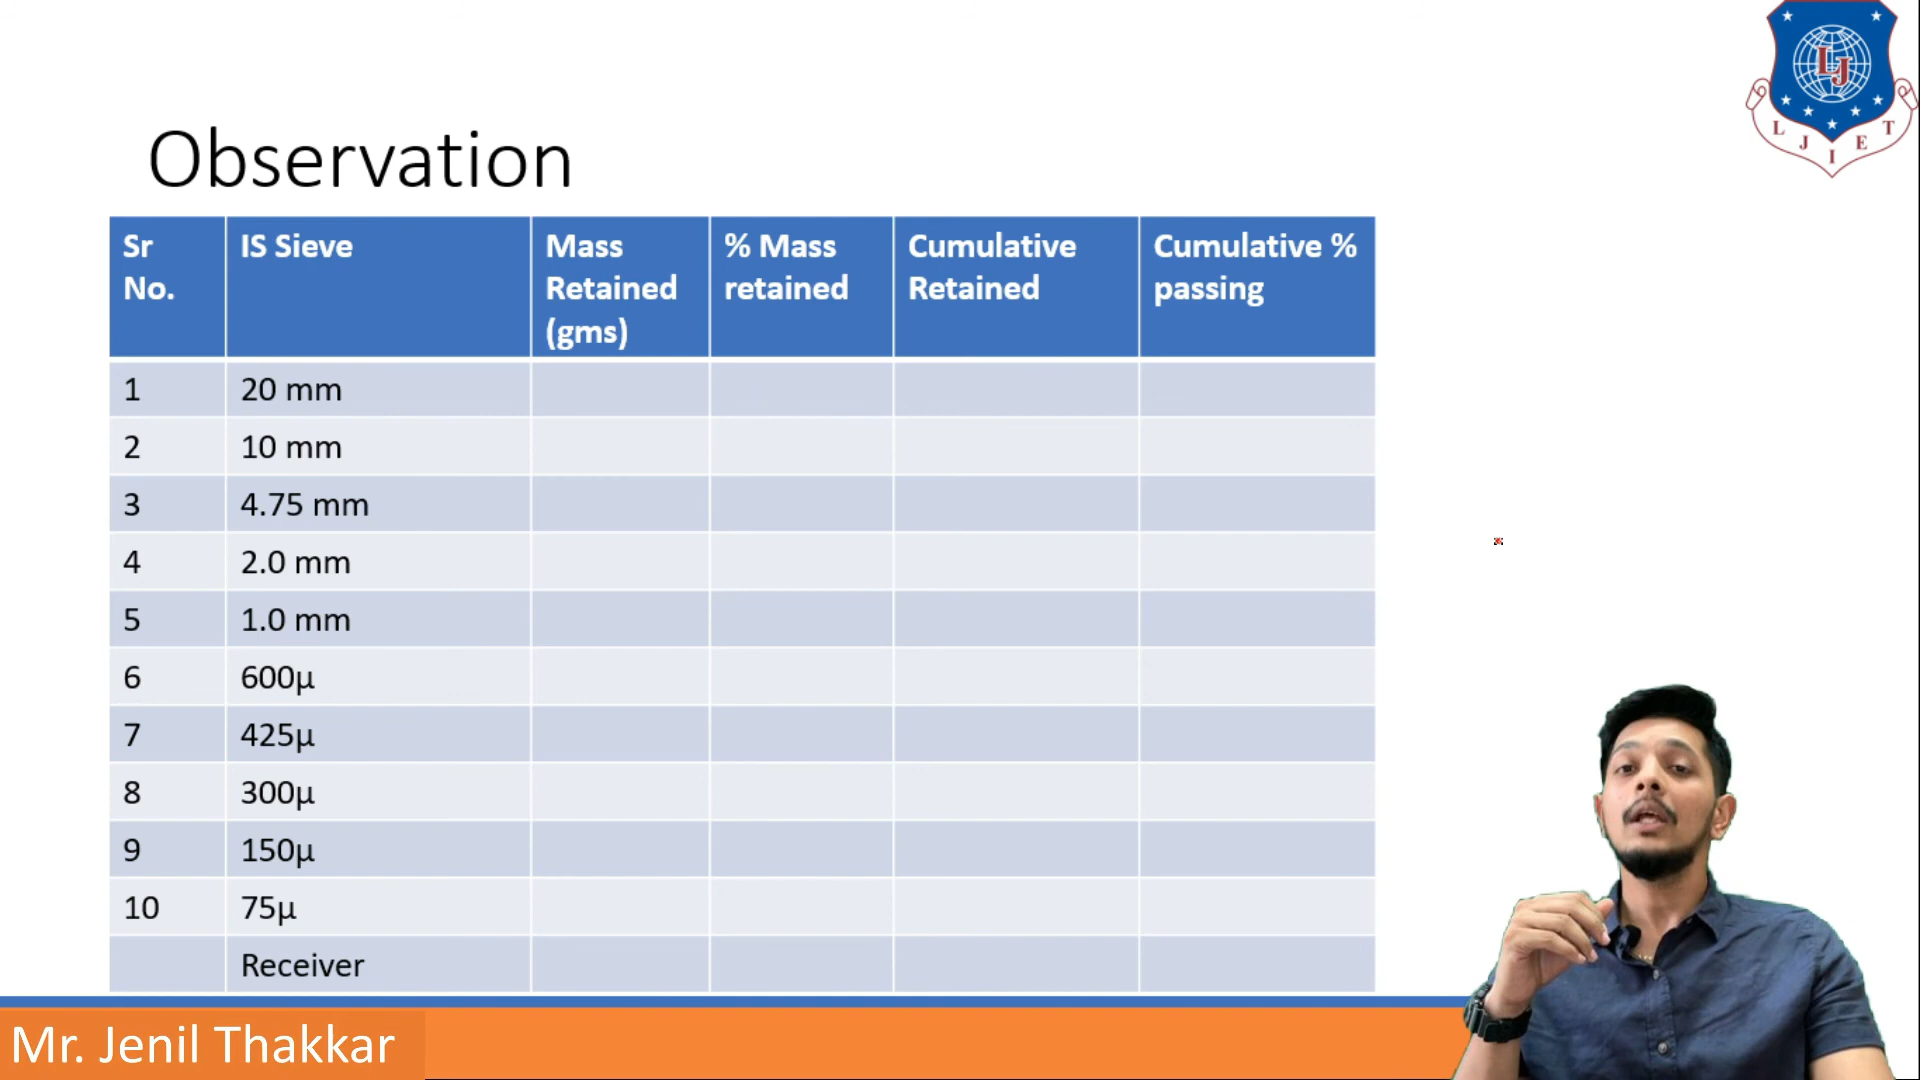 LJ
L J I E T
Observation
Sr No. IS Sieve Mass Retained (gms) % Mass retained Cumulative Retained Cumulative % passing
1 20 mm
2 10 mm
3 4.75 mm
4 2.0 mm
5 1.0 mm
6 600µ
7 425µ
8 300µ
9 150µ
10 75µ
Receiver
Mr. Jenil Thakkar